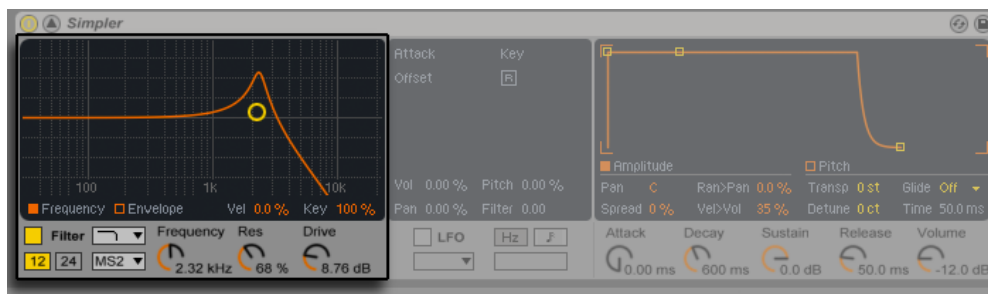 Simpler
Attack Key
Offset R
100 1k 10k
Frequency Envelope Vel 0.0 % Key 100 %
Vol 0.00 % Pitch 0.00 %
Pan 0.00 % Filter 0.00
Amplitude Pitch
Pan C Ran>Pan 0.0 % Transp 0 st Glide Off
Spread 0 % Vel>Vol 35 % Detune 0 ct Time 50.0 ms
Filter Frequency Res Drive
12 24 MS2 2.32 kHz 68 % 8.76 dB
LFO Hz
Attack Decay Sustain Release Volume
0.00 ms 600 ms 0.0 dB 50.0 ms -12.0 dB